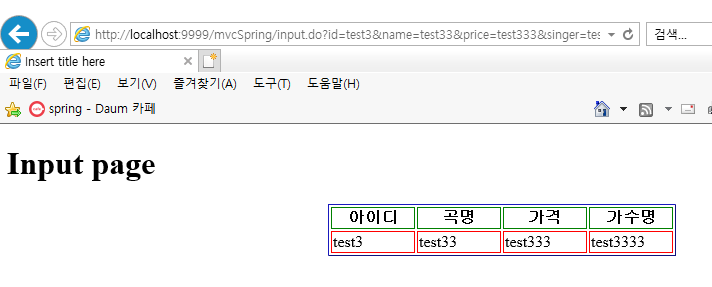 http://localhost:9999/mvcSpring/input.do?id=test3&name=test33&price=test333&singer=tes
검색...
Insert title here
파일(F) 편집(E) 보기(V) 즐겨찾기(A) 도구(T) 도움말(H)
spring - Daum 카페
Input page
아이디 곡명 가격 가수명
test3 test33 test333 test3333